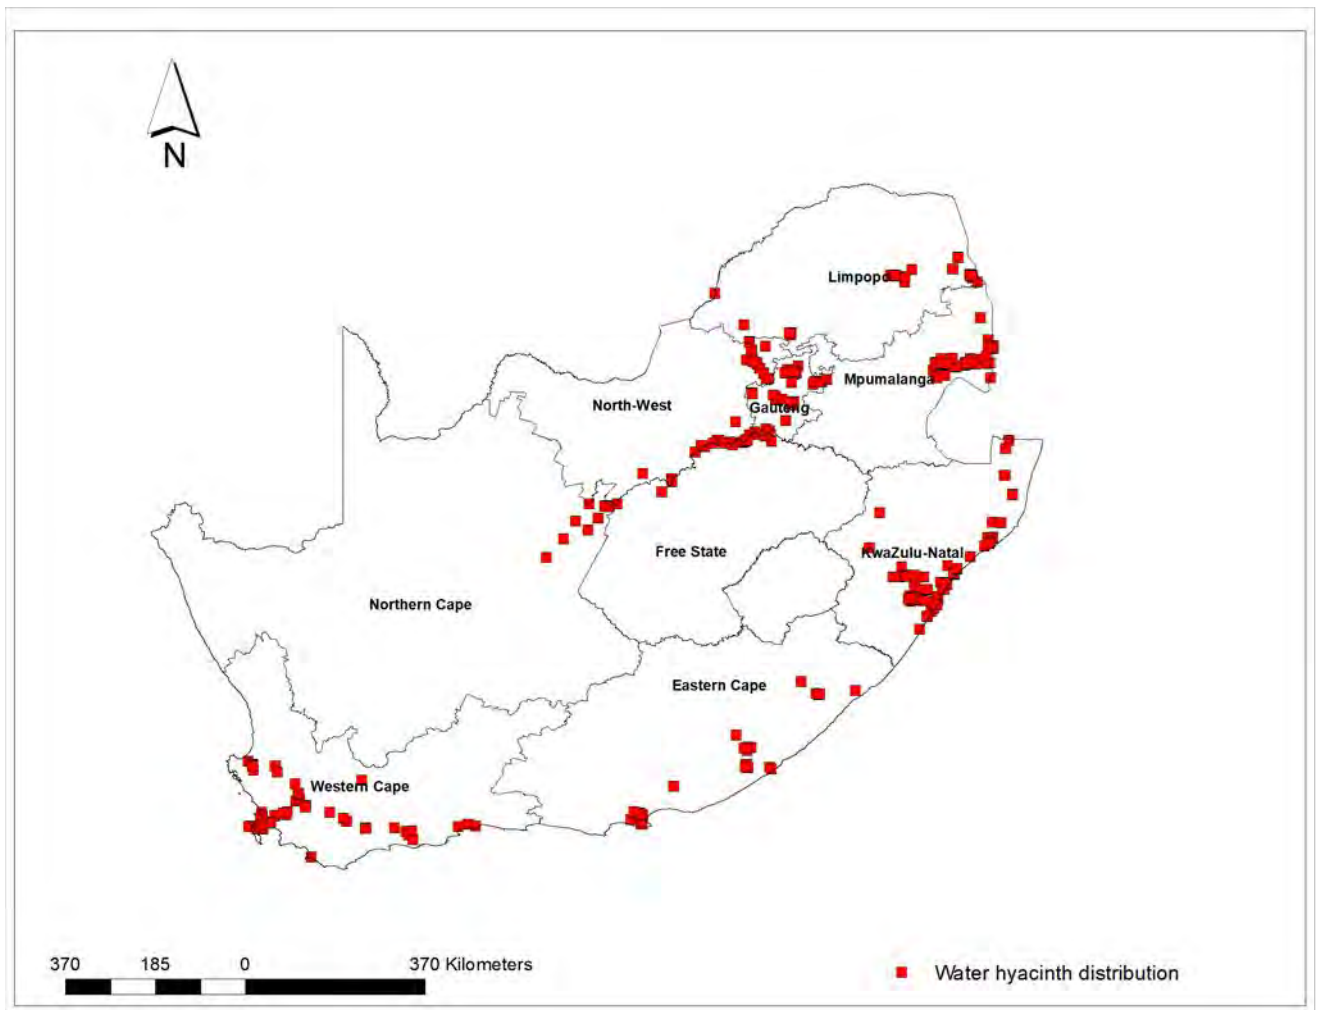 N
Limpopo
Mpumalanga
North-West
Gauteng
Free State
KwaZulu-Natal
Northern Cape
Eastern Cape
Western Cape
370 185 0 370 Kilometers
Water hyacinth distribution